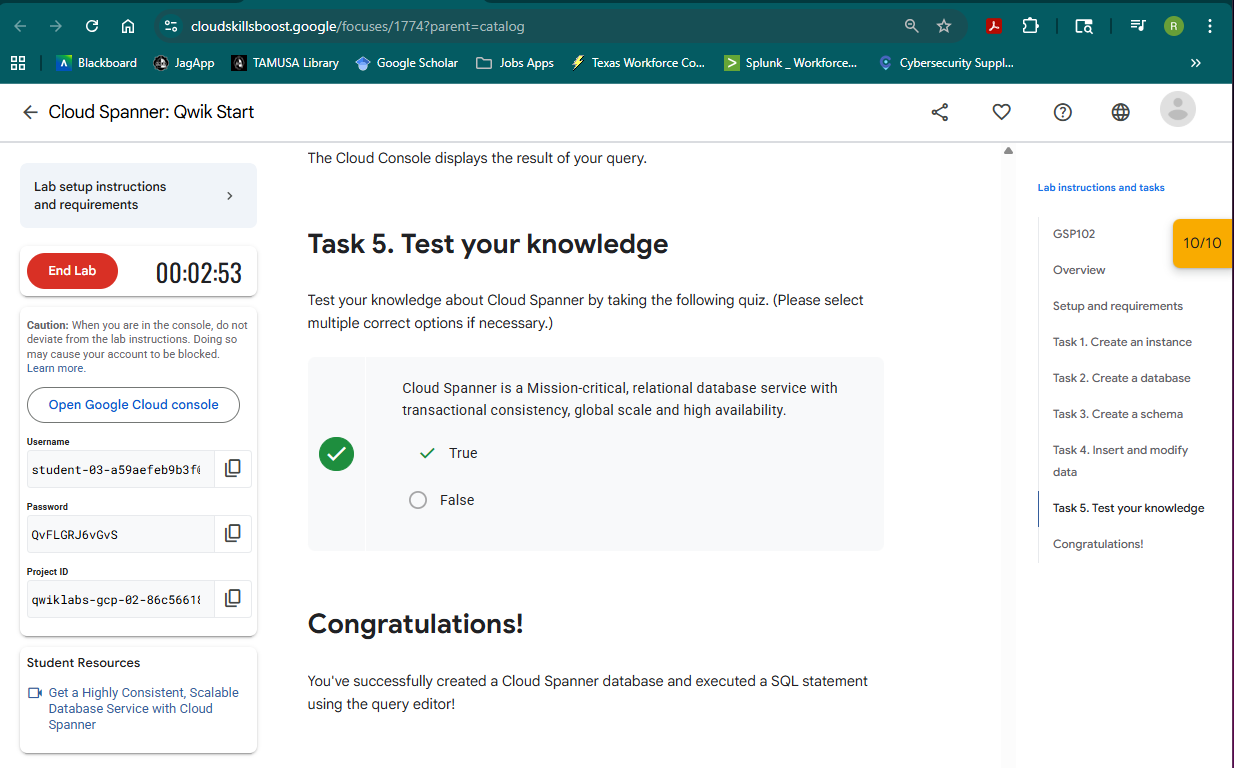 cloudskillsboost.google/focuses/1774?parent=catalog
R
Blackboard
JagApp
TAMUSA Library
Google Scholar
Jobs Apps
Texas Workforce Co...
Splunk _ Workforce...
Cybersecurity Suppl...
Cloud Spanner: Qwik Start
Lab setup instructions
and requirements
End Lab
00:02:53
Caution: When you are in the console, do not
deviate from the lab instructions. Doing so
may cause your account to be blocked.
Learn more.
Open Google Cloud console
Username
student-03-a59aefeb9b3f
Password
QvFLGRJ6vGvS
Project ID
qwiklabs-gcp-02-86c5661
Student Resources
Get a Highly Consistent, Scalable
Database Service with Cloud
Spanner
The Cloud Console displays the result of your query.
Task 5. Test your knowledge
Test your knowledge about Cloud Spanner by taking the following quiz. (Please select
multiple correct options if necessary.)
Cloud Spanner is a Mission-critical, relational database service with
transactional consistency, global scale and high availability.
True
False
Congratulations!
You've successfully created a Cloud Spanner database and executed a SQL statement
using the query editor!
Lab instructions and tasks
GSP102
Overview
Setup and requirements
Task 1. Create an instance
Task 2. Create a database
Task 3. Create a schema
Task 4. Insert and modify
data
Task 5. Test your knowledge
Congratulations!
10/10